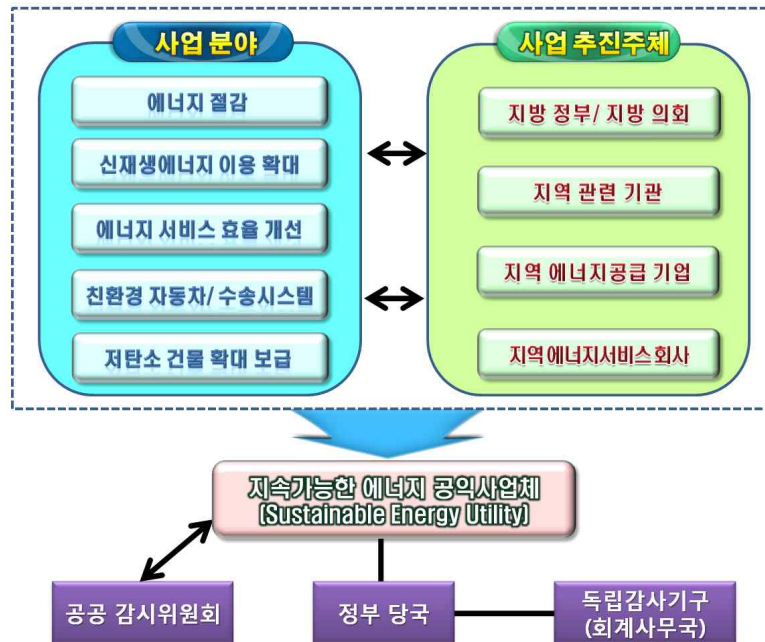 사업 분야
에너지 절감
신재생에너지 이용 확대
에너지 서비스 효율 개선
친환경 자동차/ 수송시스템
저탄소 건물 확대 보급
사업 추진주체
지방 정부/ 지방 의회
지역 관련 기관
지역 에너지공급 기업
지역에너지서비스회사
지속가능한 에너지 공익사업체
(Sustainable Energy Utility)
공공 감시위원회
정부 당국
독립감사기구
(회계사무국)